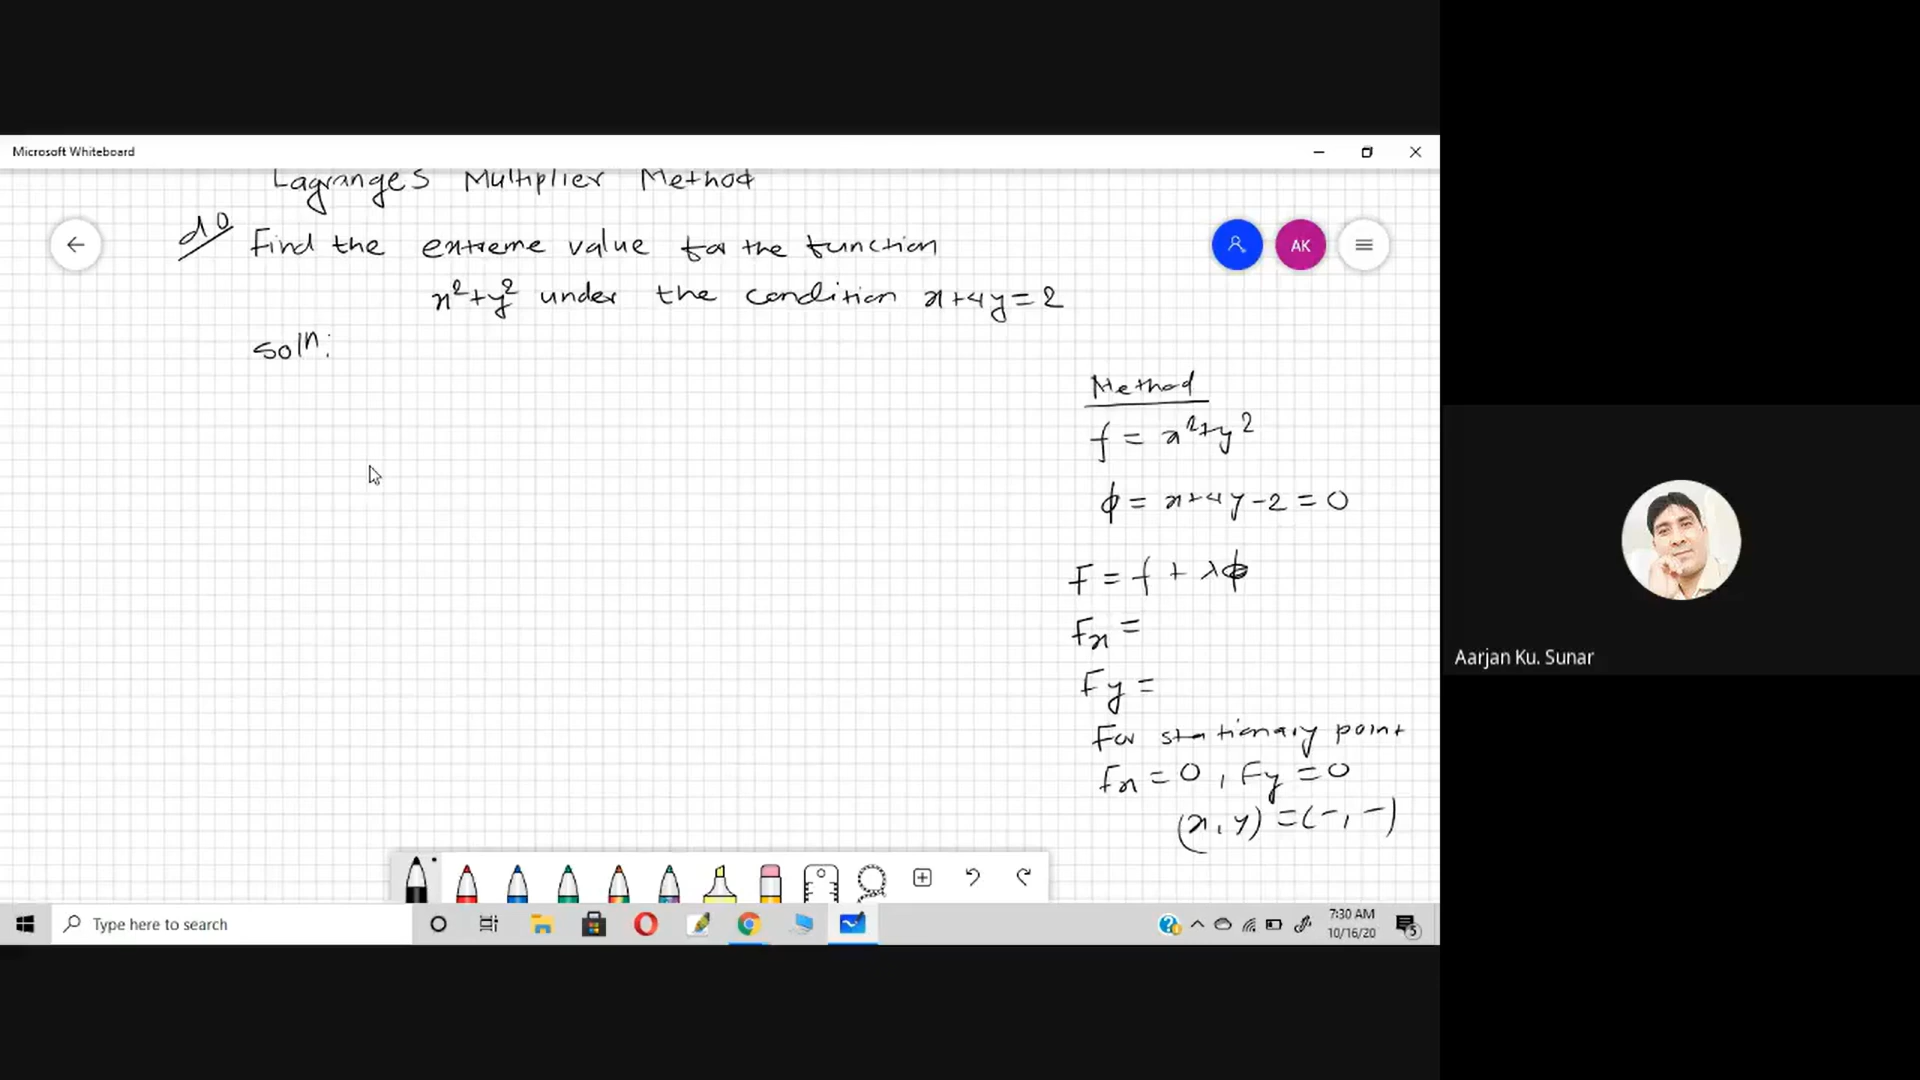 Microsoft Whiteboard
Lagranges Multiplier Method
Find the extreme value for the function
x²+y² under the condition x+4y=2
Soln:
Method
f = x²+y²
ϕ = x+4y-2 = 0
F = f + λϕ
Fx =
Fy =
For stationary point
Fx = 0 , Fy = 0
(x, y) = (-, -)
AK
Aarjan Ku. Sunar
Type here to search
7:30 AM
10/16/20
5